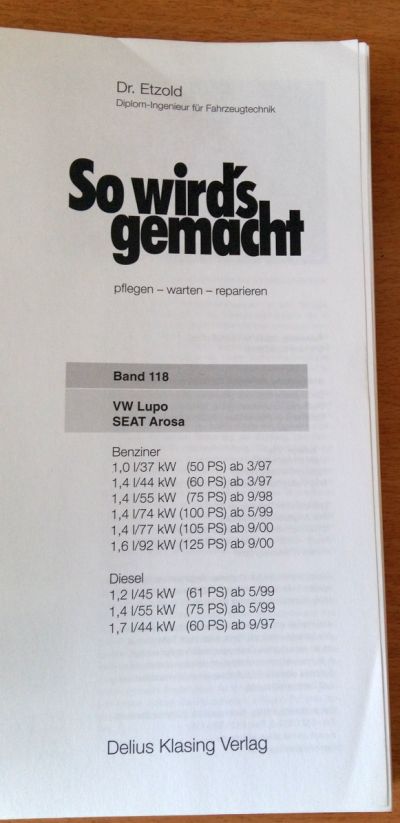 Dr. Etzold
Diplom-Ingenieur für Fahrzeugtechnik
So wird's
gemacht
pflegen – warten – reparieren
Band 118
VW Lupo
SEAT Arosa
Benziner
1,0 l/37 kW (50 PS) ab 3/97
1,4 l/44 kW (60 PS) ab 3/97
1,4 l/55 kW (75 PS) ab 9/98
1,4 l/74 kW (100 PS) ab 5/99
1,4 l/77 kW (105 PS) ab 9/00
1,6 l/92 kW (125 PS) ab 9/00
Diesel
1,2 l/45 kW (61 PS) ab 5/99
1,4 l/55 kW (75 PS) ab 5/99
1,7 l/44 kW (60 PS) ab 9/97
Delius Klasing Verlag